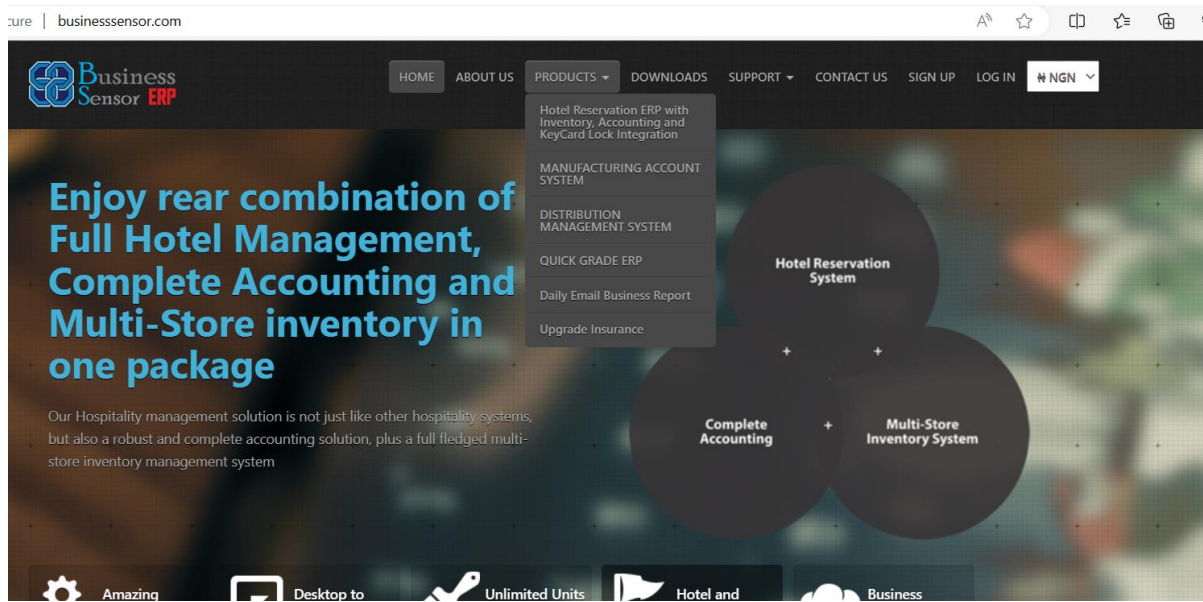 cure | businesssensor.com
Business
Sensor ERP
HOME ABOUT US PRODUCTS DOWNLOADS SUPPORT CONTACT US SIGN UP LOG IN ₦ NGN
Hotel Reservation ERP with
Inventory, Accounting and
KeyCard Lock Integration
MANUFACTURING ACCOUNT
SYSTEM
DISTRIBUTION
MANAGEMENT SYSTEM
QUICK GRADE ERP
Daily Email Business Report
Upgrade Insurance
Enjoy rear combination of
Full Hotel Management,
Complete Accounting and
Multi-Store inventory in
one package
Our Hospitality management solution is not just like other hospitality systems,
but also a robust and complete accounting solution, plus a full fledged multi-
store inventory management system
Hotel Reservation
System
Complete
Accounting
Multi-Store
Inventory System
Amazing
Desktop to
Unlimited Units
Hotel and
Business